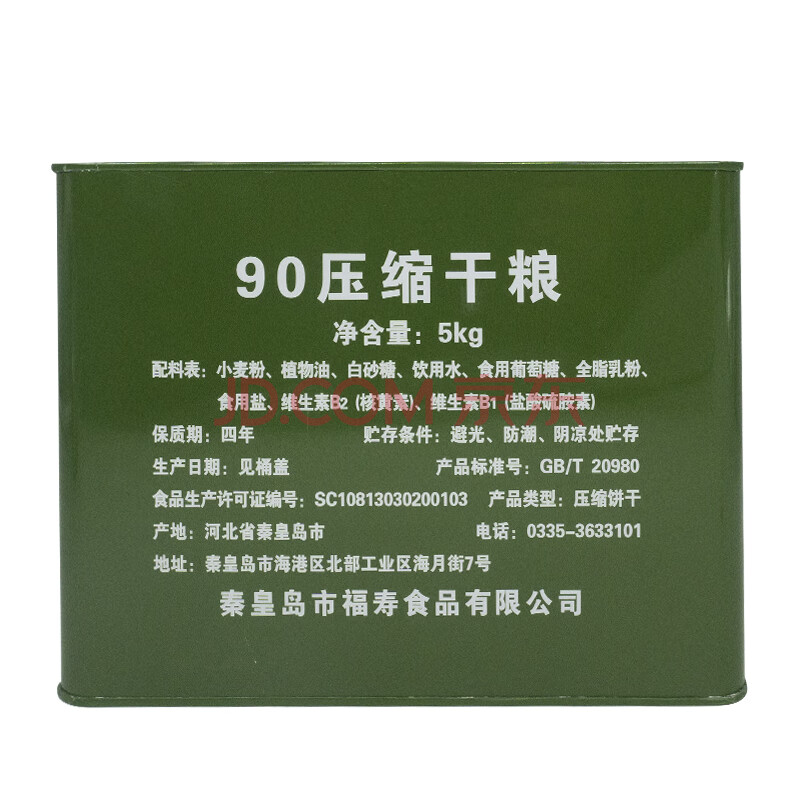 90压缩干粮
净含量：5kg
配料表：小麦粉、植物油、白砂糖、饮用水、食用葡萄糖、全脂乳粉、
食用盐、维生素B2 (核黄素)、维生素B1 (盐酸硫胺素)
JD.COM 京东
保质期：四年 贮存条件：避光、防潮、阴凉处贮存
生产日期：见桶盖 产品标准号：GB/T 20980
食品生产许可证编号：SC10813030200103 产品类型：压缩饼干
产地：河北省秦皇岛市 电话：0335-3633101
地址：秦皇岛市海港区北部工业区海月街7号
秦皇岛市福寿食品有限公司